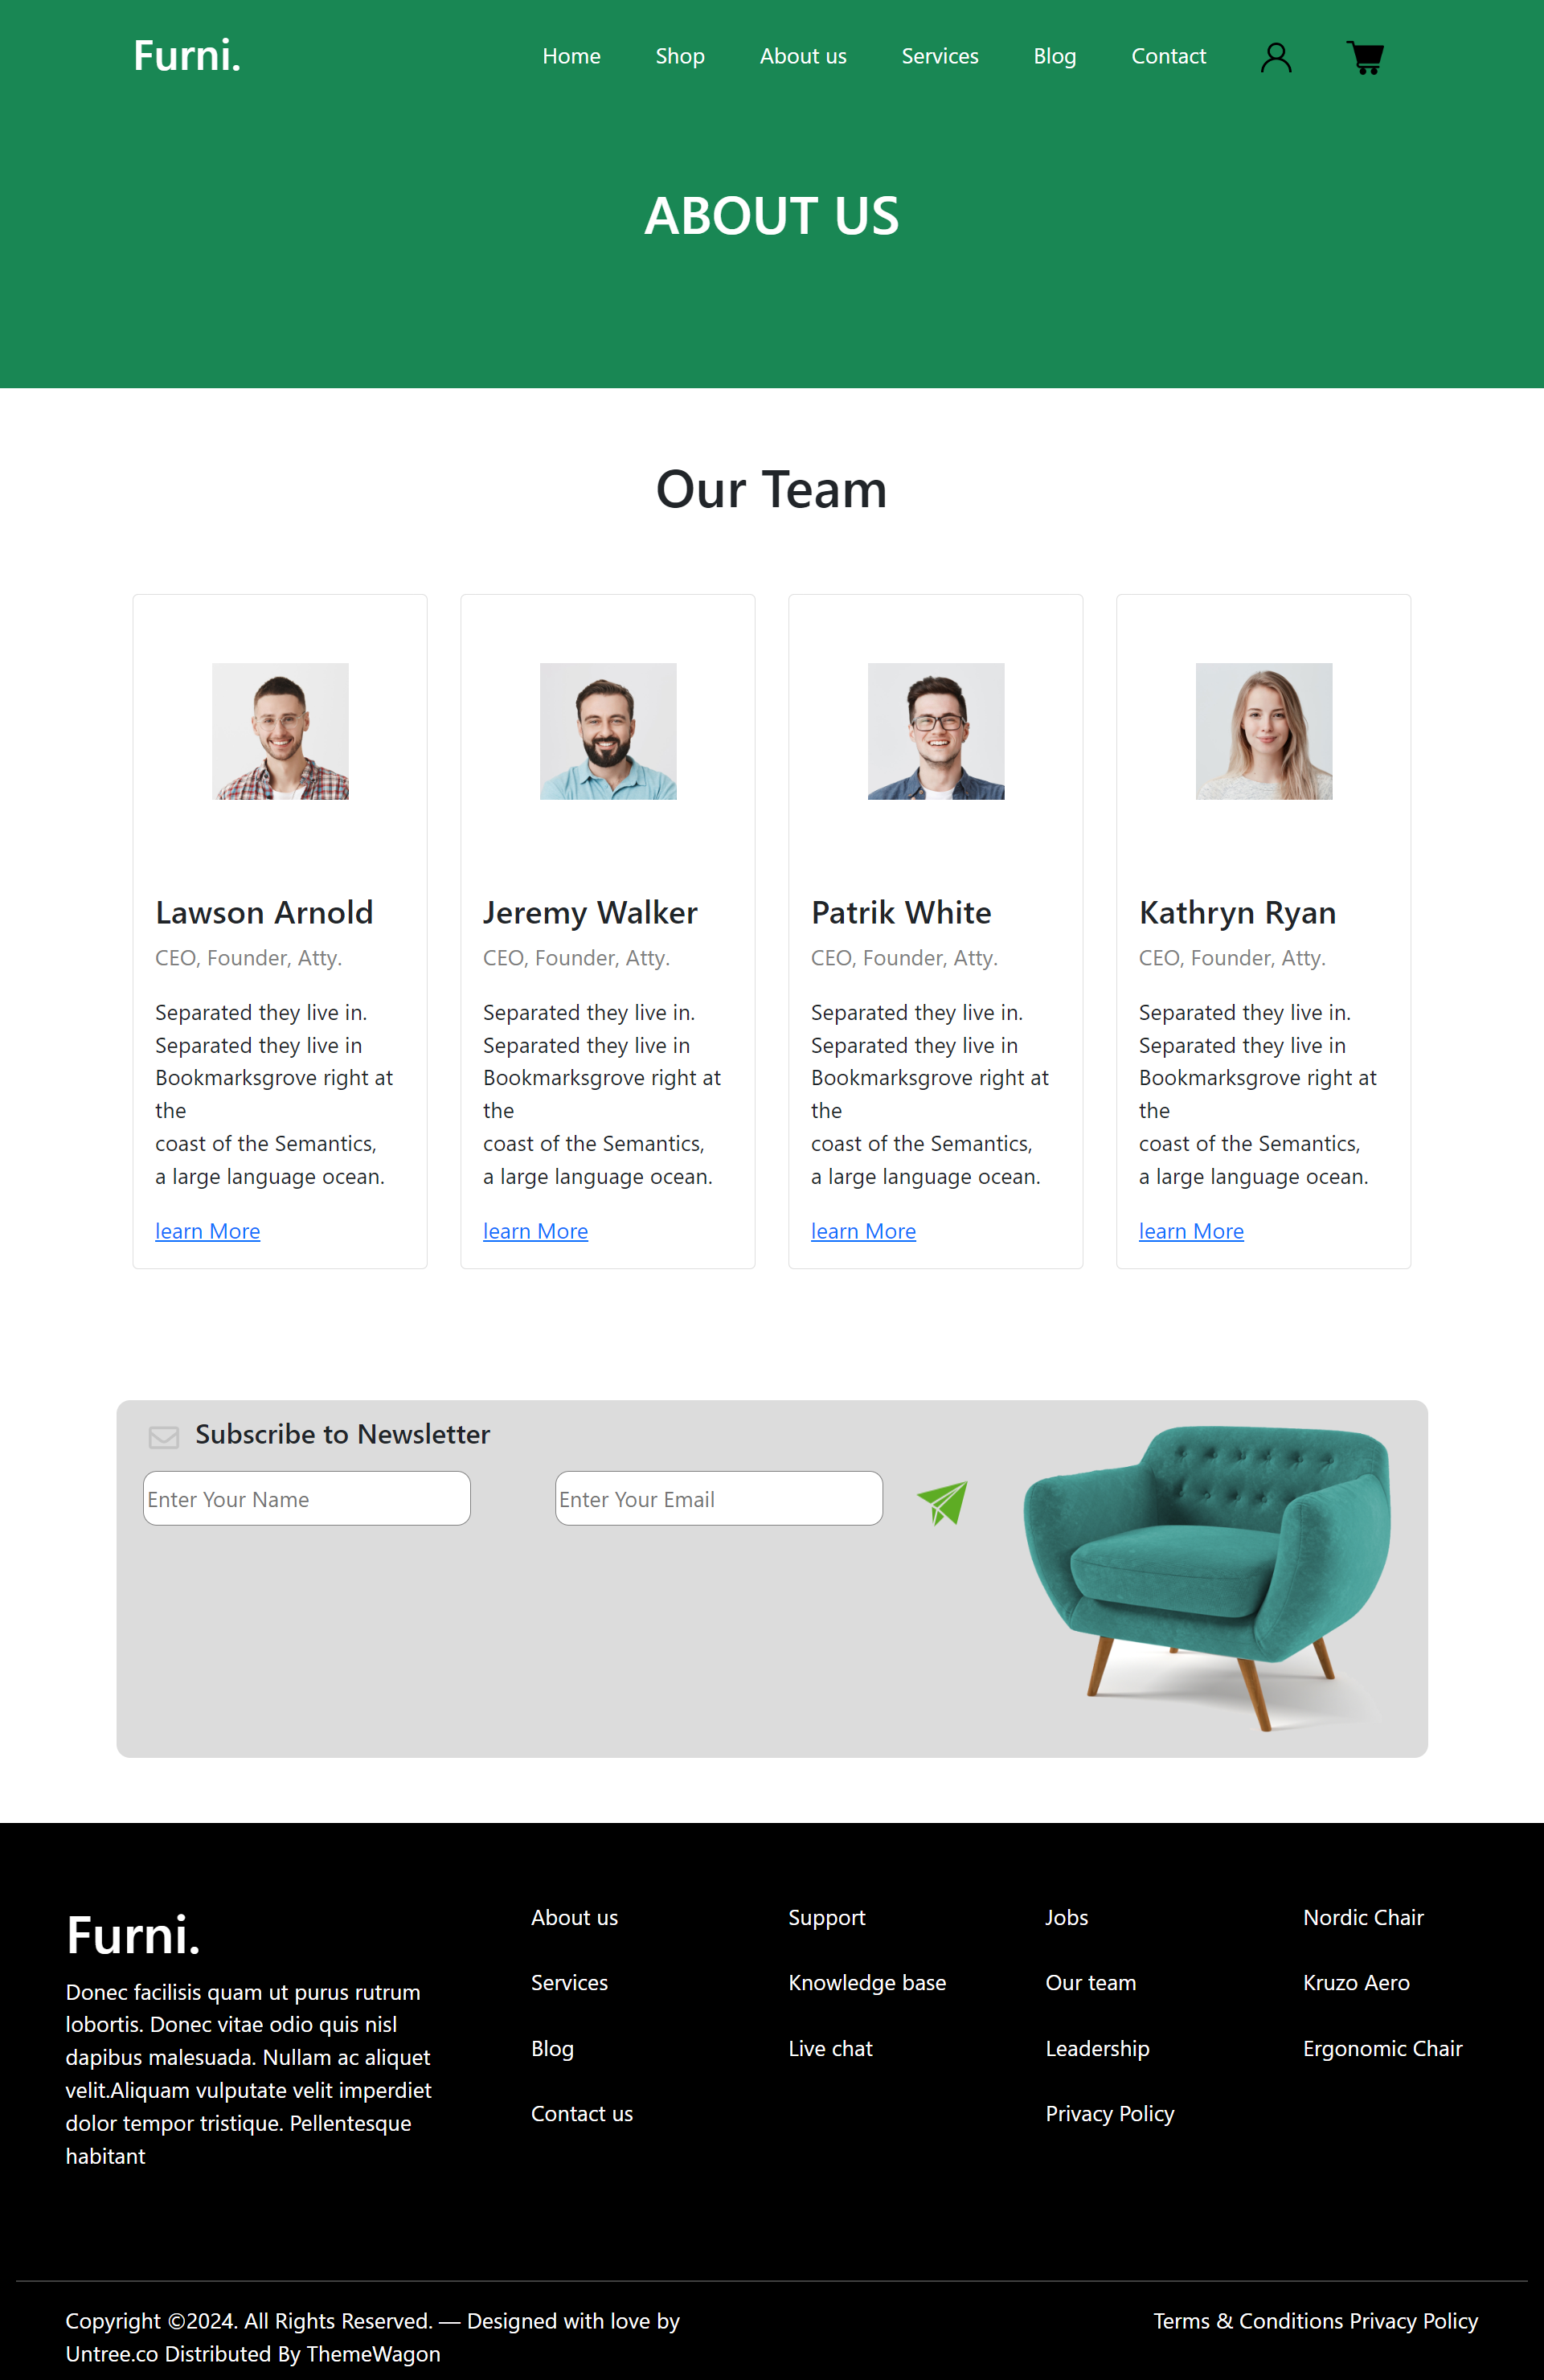 Furni.
Home Shop About us Services Blog Contact
ABOUT US
Our Team
Lawson Arnold
CEO, Founder, Atty.
Separated they live in.
Separated they live in
Bookmarksgrove right at
the
coast of the Semantics,
a large language ocean.
learn More
Jeremy Walker
CEO, Founder, Atty.
Separated they live in.
Separated they live in
Bookmarksgrove right at
the
coast of the Semantics,
a large language ocean.
learn More
Patrik White
CEO, Founder, Atty.
Separated they live in.
Separated they live in
Bookmarksgrove right at
the
coast of the Semantics,
a large language ocean.
learn More
Kathryn Ryan
CEO, Founder, Atty.
Separated they live in.
Separated they live in
Bookmarksgrove right at
the
coast of the Semantics,
a large language ocean.
learn More
Subscribe to Newsletter
Enter Your Name
Enter Your Email
Furni.
Donec facilisis quam ut purus rutrum
lobortis. Donec vitae odio quis nisl
dapibus malesuada. Nullam ac aliquet
velit.Aliquam vulputate velit imperdiet
dolor tempor tristique. Pellentesque
habitant
About us
Services
Blog
Contact us
Support
Knowledge base
Live chat
Jobs
Our team
Leadership
Privacy Policy
Nordic Chair
Kruzo Aero
Ergonomic Chair
Copyright ©2024. All Rights Reserved. — Designed with love by
Untree.co Distributed By ThemeWagon
Terms & Conditions Privacy Policy